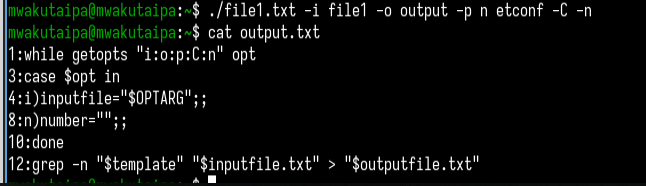 mwakutaipa@mwakutaipa:~$ ./file1.txt -i file1 -o output -p n etconf -C -n
mwakutaipa@mwakutaipa:~$ cat output.txt
1:while getopts "i:o:p:C:n" opt
3:case $opt in
4:i)inputfile="$OPTARG";;
8:n)number="";;
10:done
12:grep -n "$template" "$inputfile.txt" > "$outputfile.txt"
mwakutaipa@mwakutaipa:~$